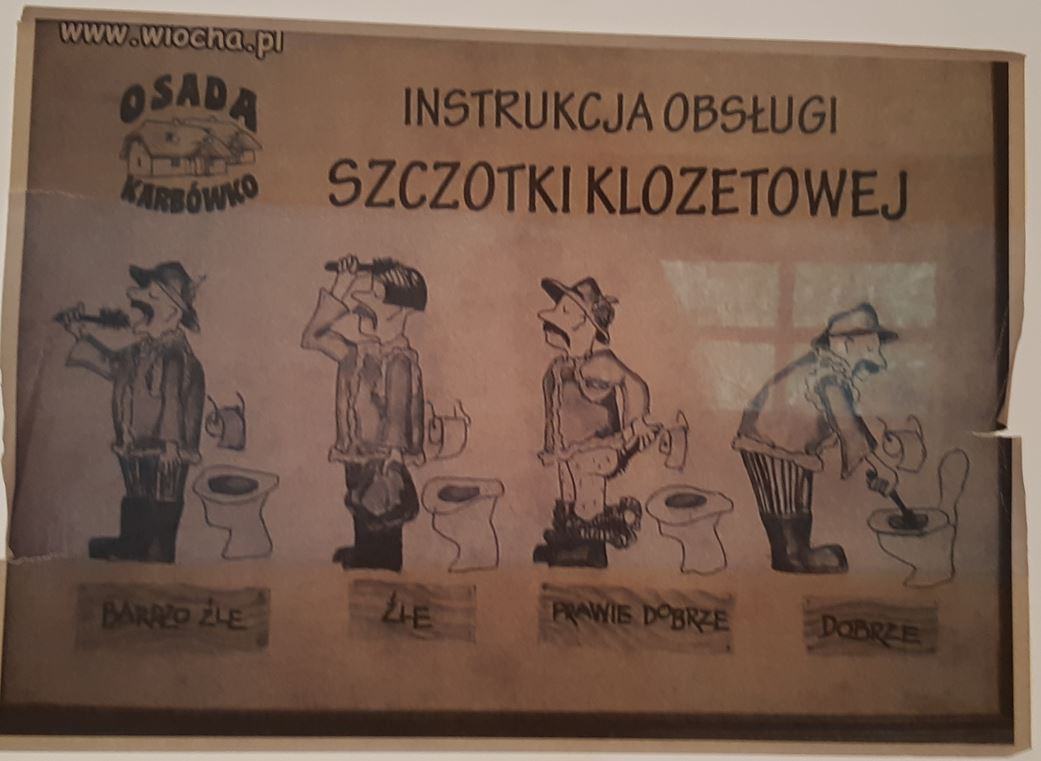 www.wiocha.pl
OSADA
KARBÓWKO
INSTRUKCJA OBSŁUGI
SZCZOTKI KLOZETOWEJ
BARDZO ŹLE
ŹLE
PRAWIE DOBRZE
DOBRZE